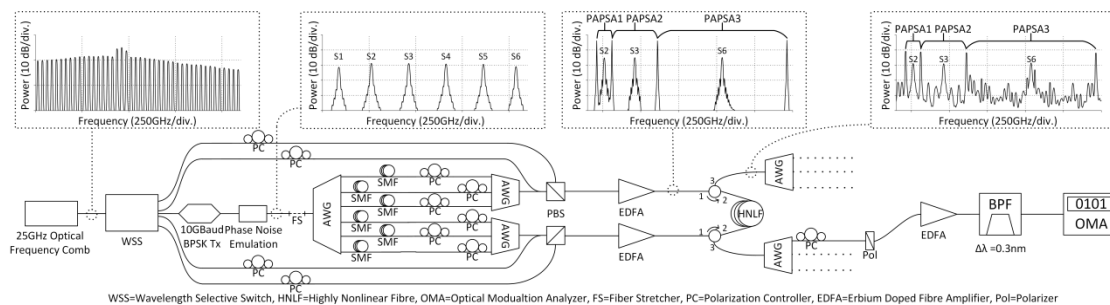 Power (10 dB/div.)
Frequency (250GHz/div.)
Power (10 dB/div.)
S1 S2 S3 S4 S5 S6
Frequency (250GHz/div.)
PAPSA1 PAPSA2 PAPSA3
Power (10 dB/div.)
S2 S3 S6
Frequency (250GHz/div.)
PAPSA1 PAPSA2 PAPSA3
Power (10 dB/div.)
S2 S3 S6
Frequency (250GHz/div.)
PC
PC
25GHz Optical
Frequency Comb
WSS
10GBaud
BPSK Tx
Phase Noise
Emulation
FS
AWG
SMF
SMF
SMF
SMF
SMF
SMF
PC
PC
PC
PC
PC
PC
AWG
AWG
PC
PC
PBS
EDFA
EDFA
1 2 3
1 2 3
HNLF
AWG
AWG
PC
Pol
EDFA
BPF
Δλ =0.3nm
0101
OMA
WSS=Wavelength Selective Switch, HNLF=Highly Nonlinear Fibre, OMA=Optical Modualtion Analyzer, FS=Fiber Stretcher, PC=Polarization Controller, EDFA=Erbium Doped Fibre Amplifier, Pol=Polarizer